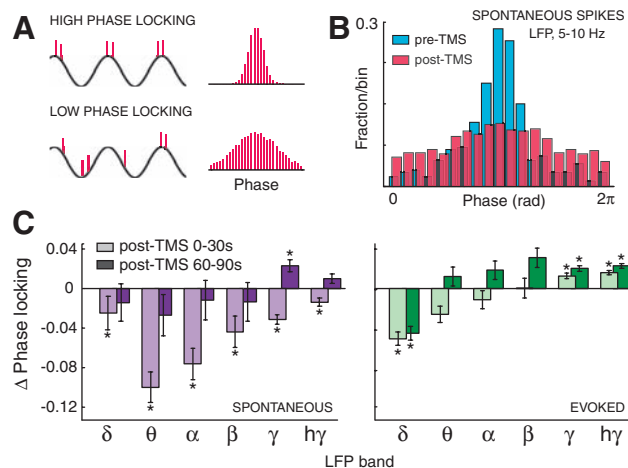 A
HIGH PHASE LOCKING
LOW PHASE LOCKING
Phase
B
SPONTANEOUS SPIKES
LFP, 5-10 Hz
0.3
pre-TMS
post-TMS
Fraction/bin
0
2π
Phase (rad)
C
0.04
0
-0.04
-0.08
-0.12
Δ Phase locking
post-TMS 0-30s
post-TMS 60-90s
*
* * * * * *
SPONTANEOUS
δ θ α β γ hγ
* * * *
* *
EVOKED
δ θ α β γ hγ
LFP band